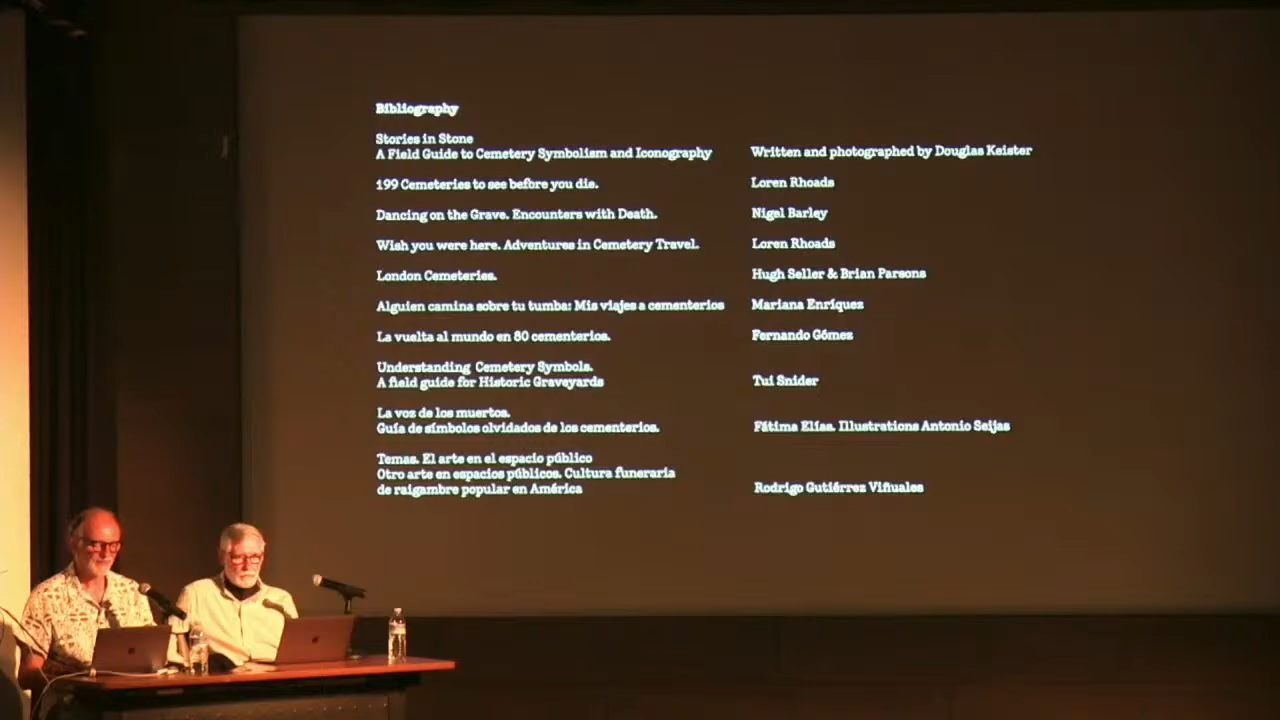 Bibliography
Stories in Stone
A Field Guide to Cemetery Symbolism and Iconography
Written and photographed by Douglas Keister
199 Cemeteries to see before you die.
Loren Rhoads
Dancing on the Grave. Encounters with Death.
Nigel Barley
Wish you were here. Adventures in Cemetery Travel.
Loren Rhoads
London Cemeteries.
Hugh Seller & Brian Parsons
Alguien camina sobre tu tumba: Mis viajes a cementerios
Mariana Enríquez
La vuelta al mundo en 80 cementerios.
Fernando Gómez
Understanding Cemetery Symbols.
A field guide for Historic Graveyards
Tui Snider
La voz de los muertos.
Guía de símbolos olvidados de los cementerios.
Fátima Elías. Illustrations Antonio Seijas
Temas. El arte en el espacio público
Otro arte en espacios públicos. Cultura funeraria
de raigambre popular en América
Rodrigo Gutiérrez Viñuales